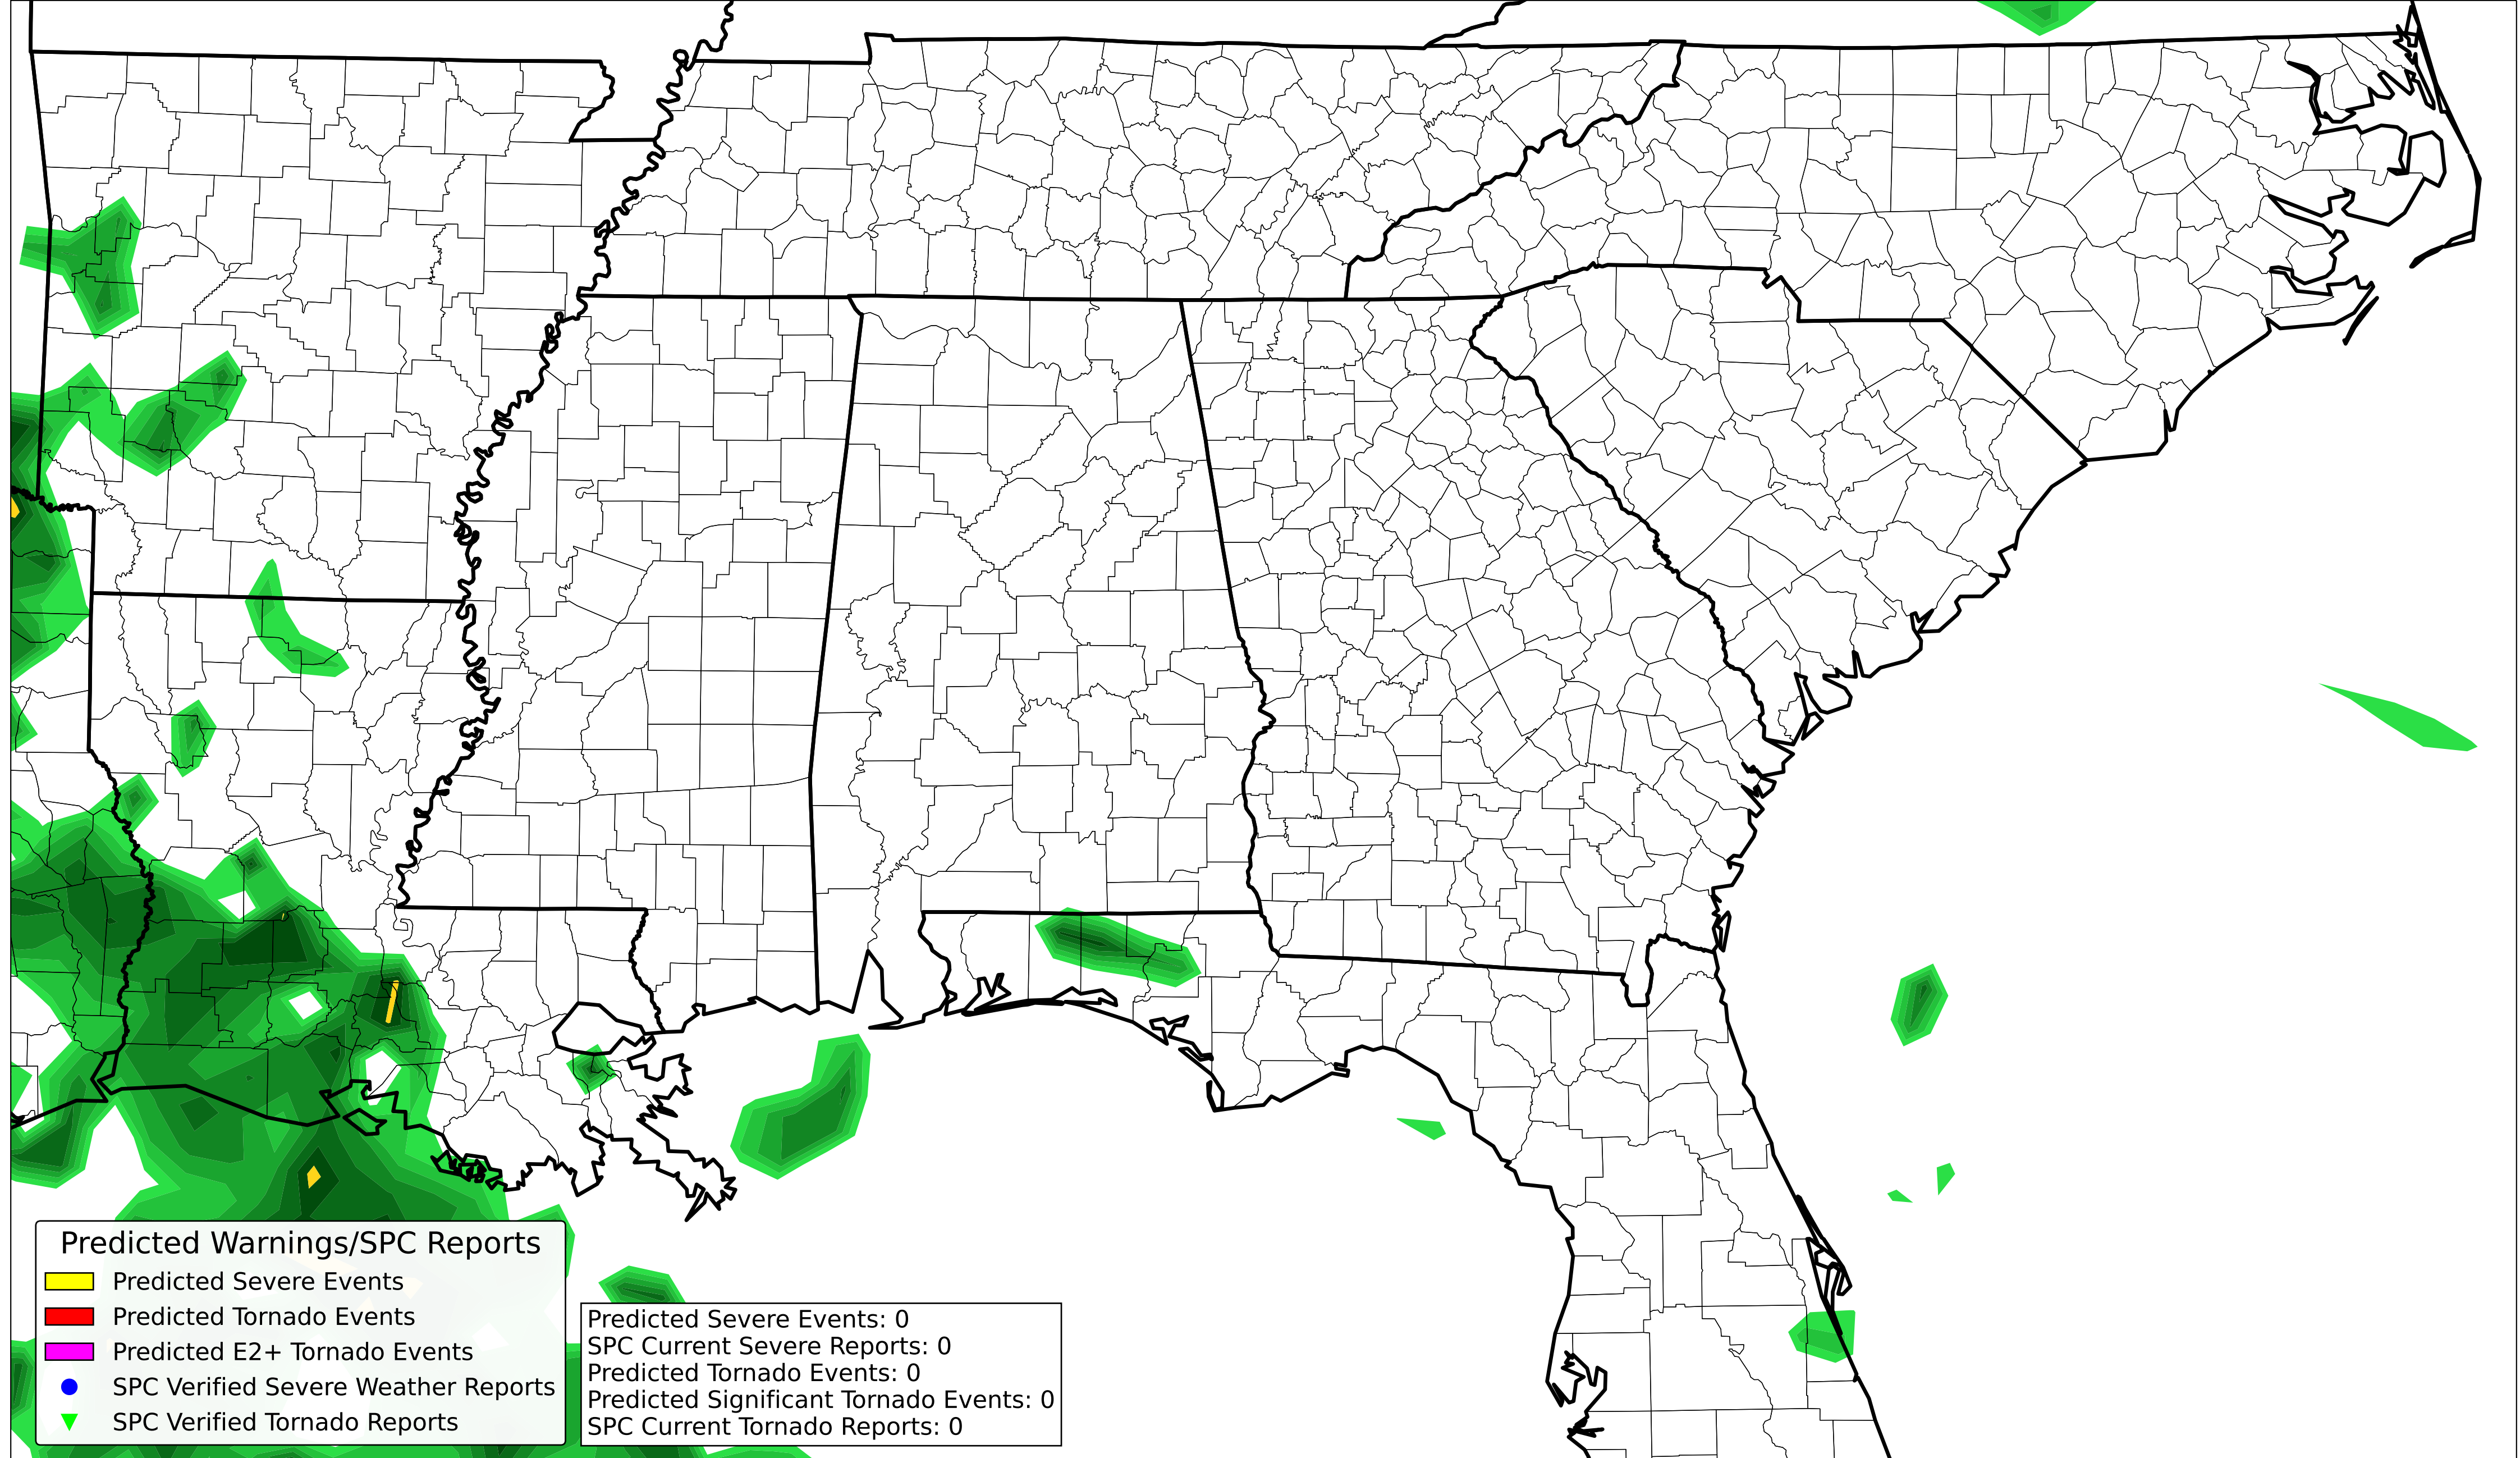 Predicted Warnings/SPC Reports
Predicted Severe Events
Predicted Tornado Events
Predicted E2+ Tornado Events
SPC Verified Severe Weather Reports
SPC Verified Tornado Reports
Predicted Severe Events: 0
SPC Current Severe Reports: 0
Predicted Tornado Events: 0
Predicted Significant Tornado Events: 0
SPC Current Tornado Reports: 0